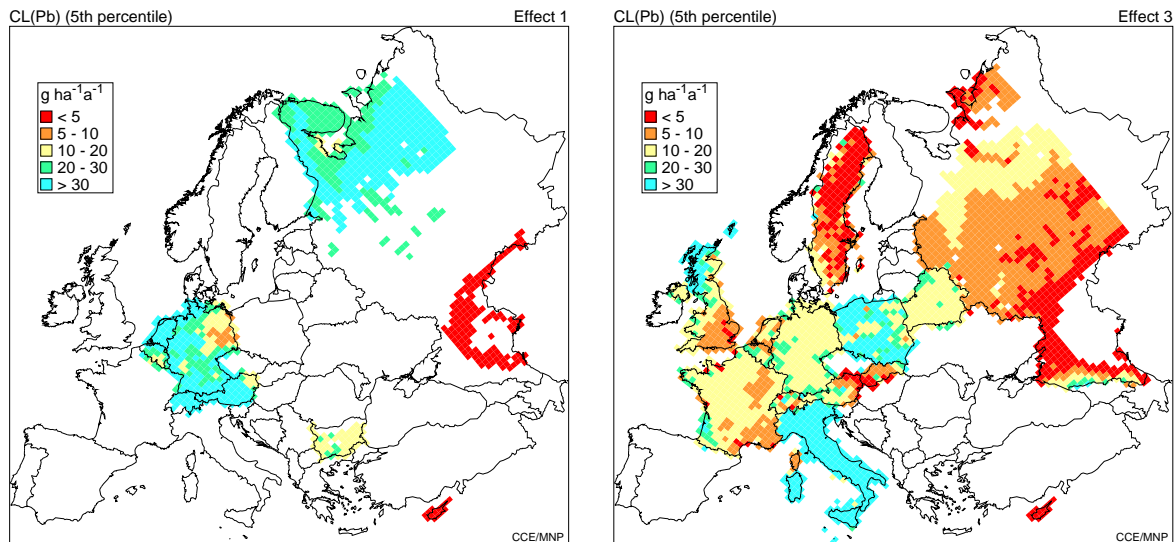 CL(Pb) (5th percentile) Effect 1
g ha⁻¹a⁻¹
< 5
5 - 10
10 - 20
20 - 30
> 30
CCE/MNP
CL(Pb) (5th percentile) Effect 3
g ha⁻¹a⁻¹
< 5
5 - 10
10 - 20
20 - 30
> 30
CCE/MNP